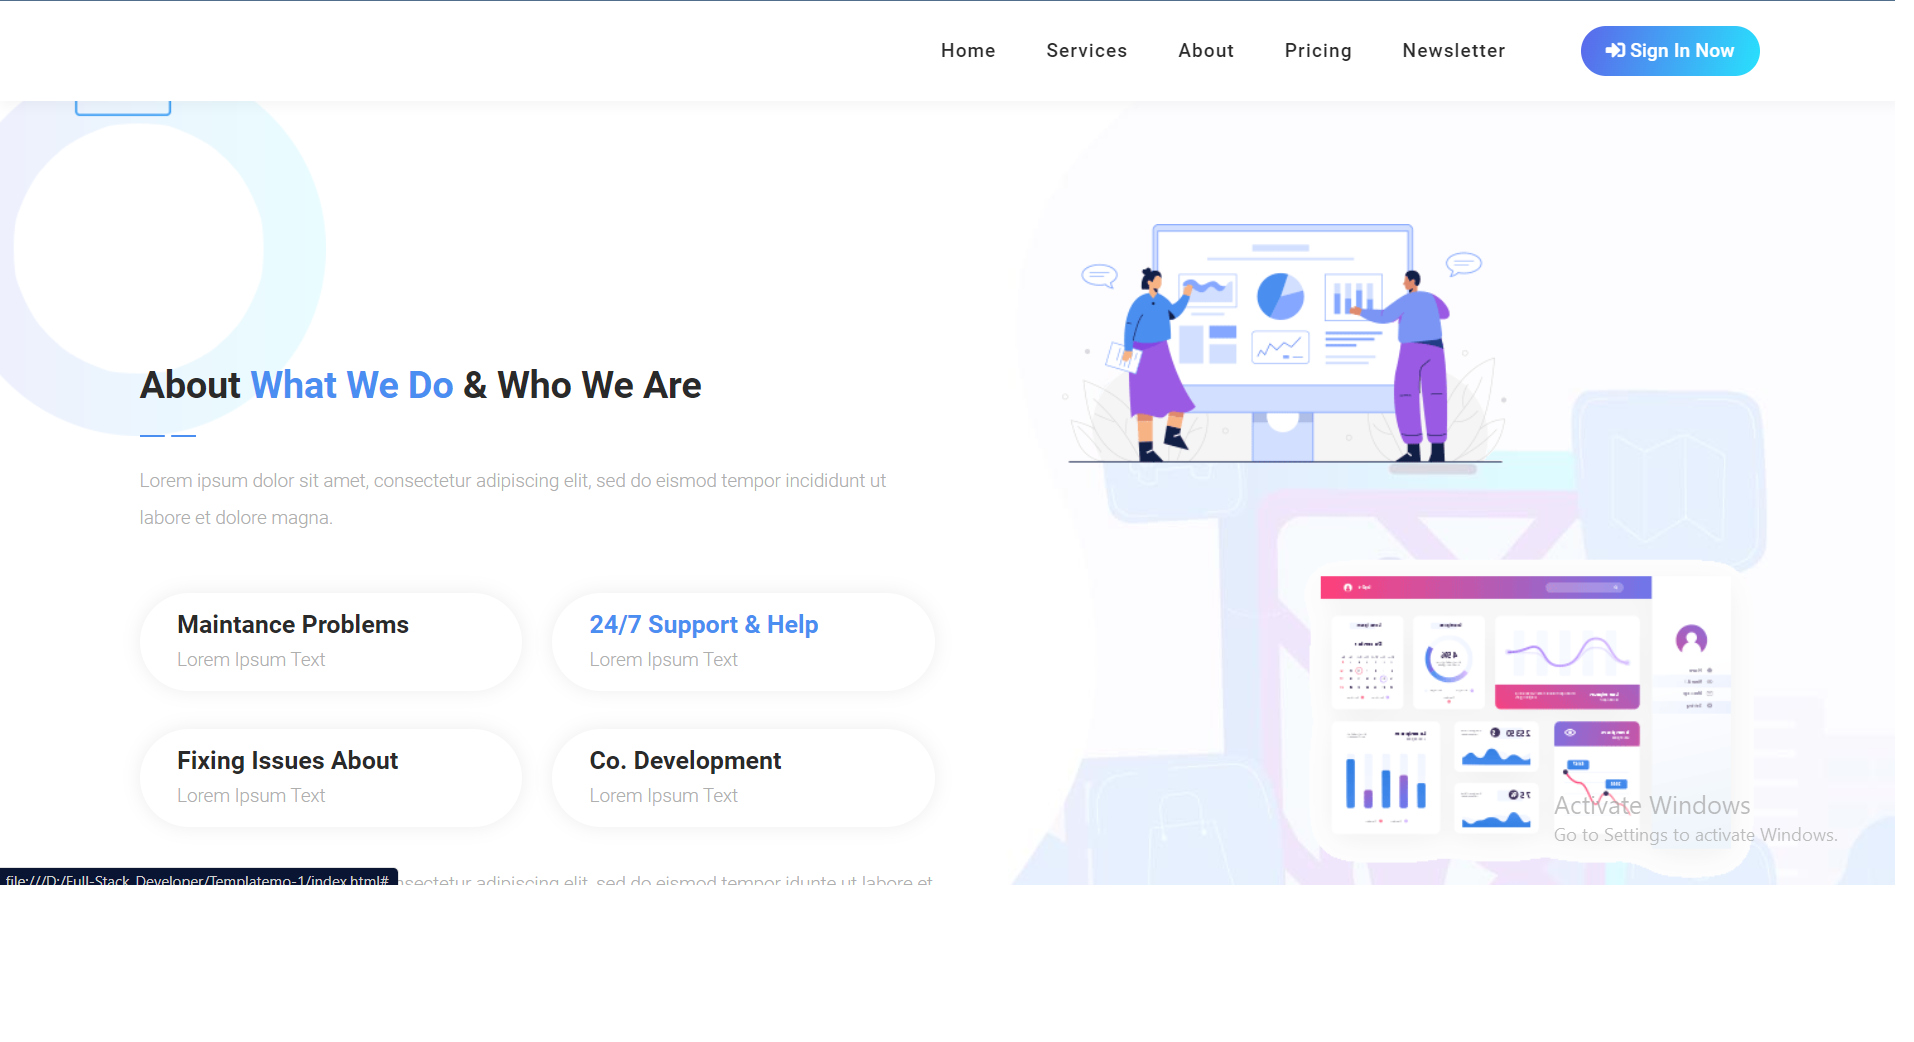 Home Services About Pricing Newsletter Sign In Now
About What We Do & Who We Are
Lorem ipsum dolor sit amet, consectetur adipiscing elit, sed do eismod tempor incididunt ut
labore et dolore magna.
Maintance Problems
Lorem Ipsum Text
24/7 Support & Help
Lorem Ipsum Text
Fixing Issues About
Lorem Ipsum Text
Co. Development
Lorem Ipsum Text
Activate Windows
Go to Settings to activate Windows.
file:///D:/Full-Stack Developer/Templatemo-1/index.html#
nsectetur adipiscing elit, sed do eismod tempor idunte ut labore et